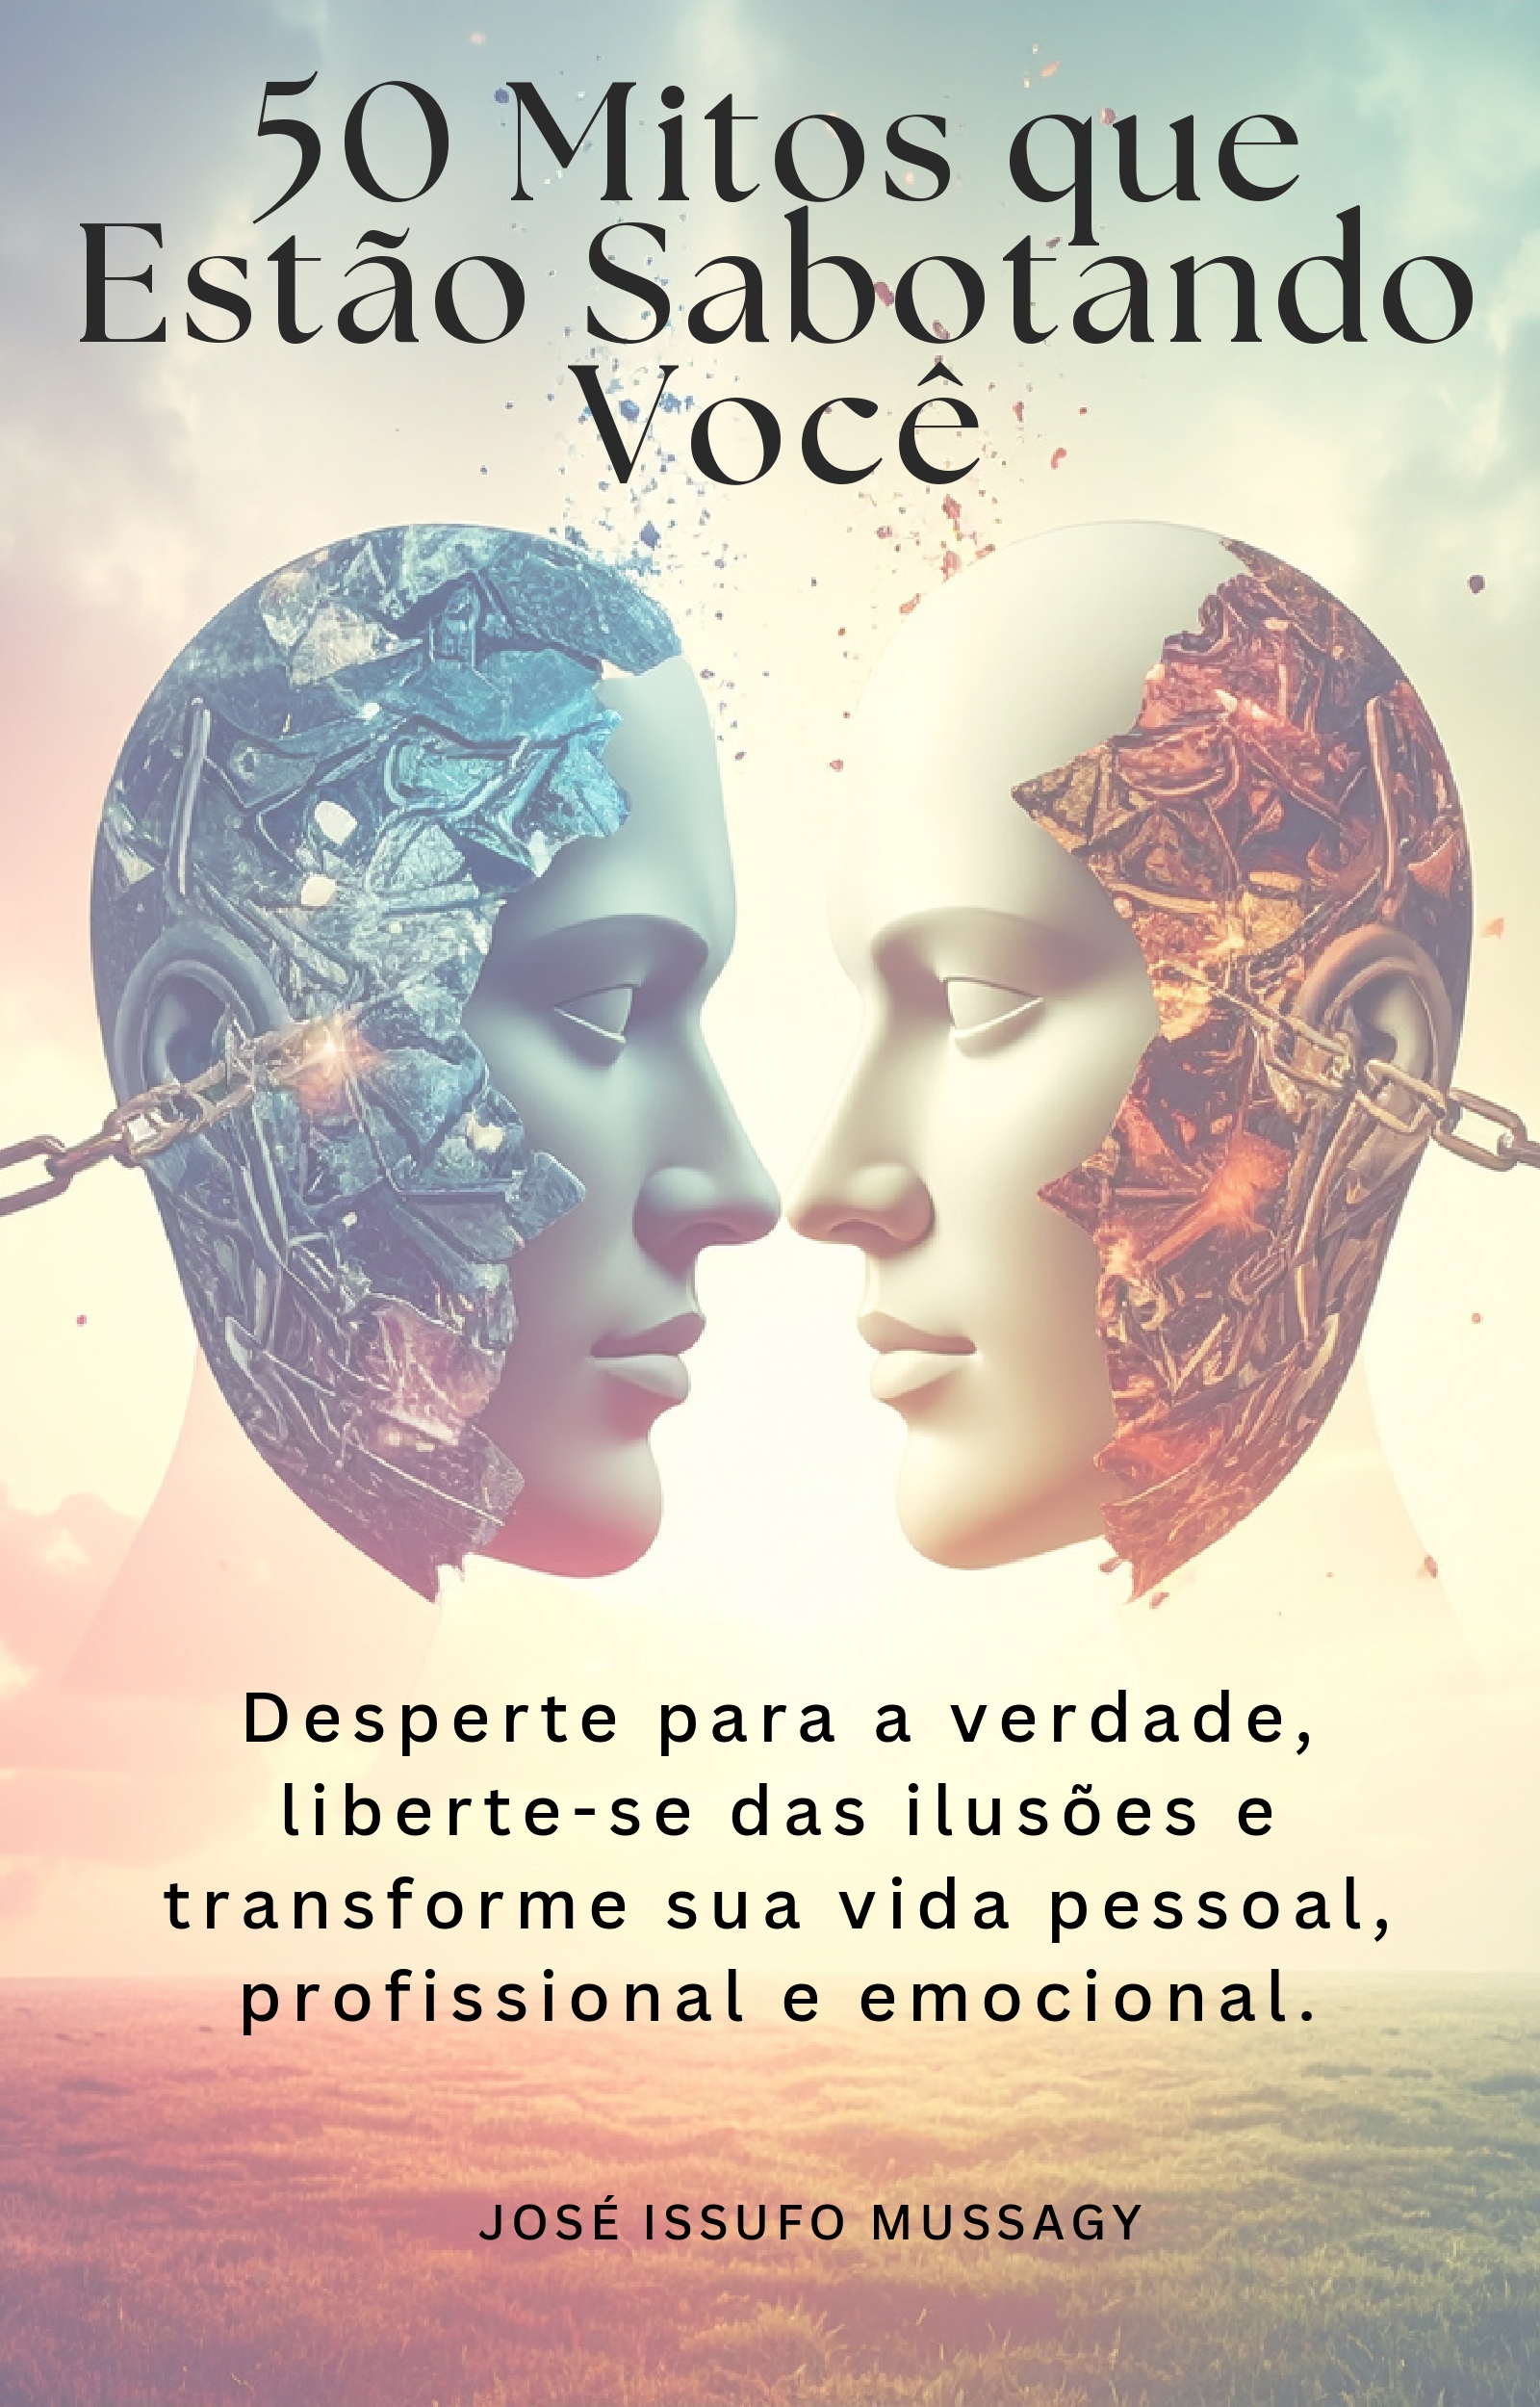 50 Mitos que
Estão Sabotando
Você
Desperte para a verdade,
liberte-se das ilusões e
transforme sua vida pessoal,
profissional e emocional.
JOSÉ ISSUFO MUSSAGY